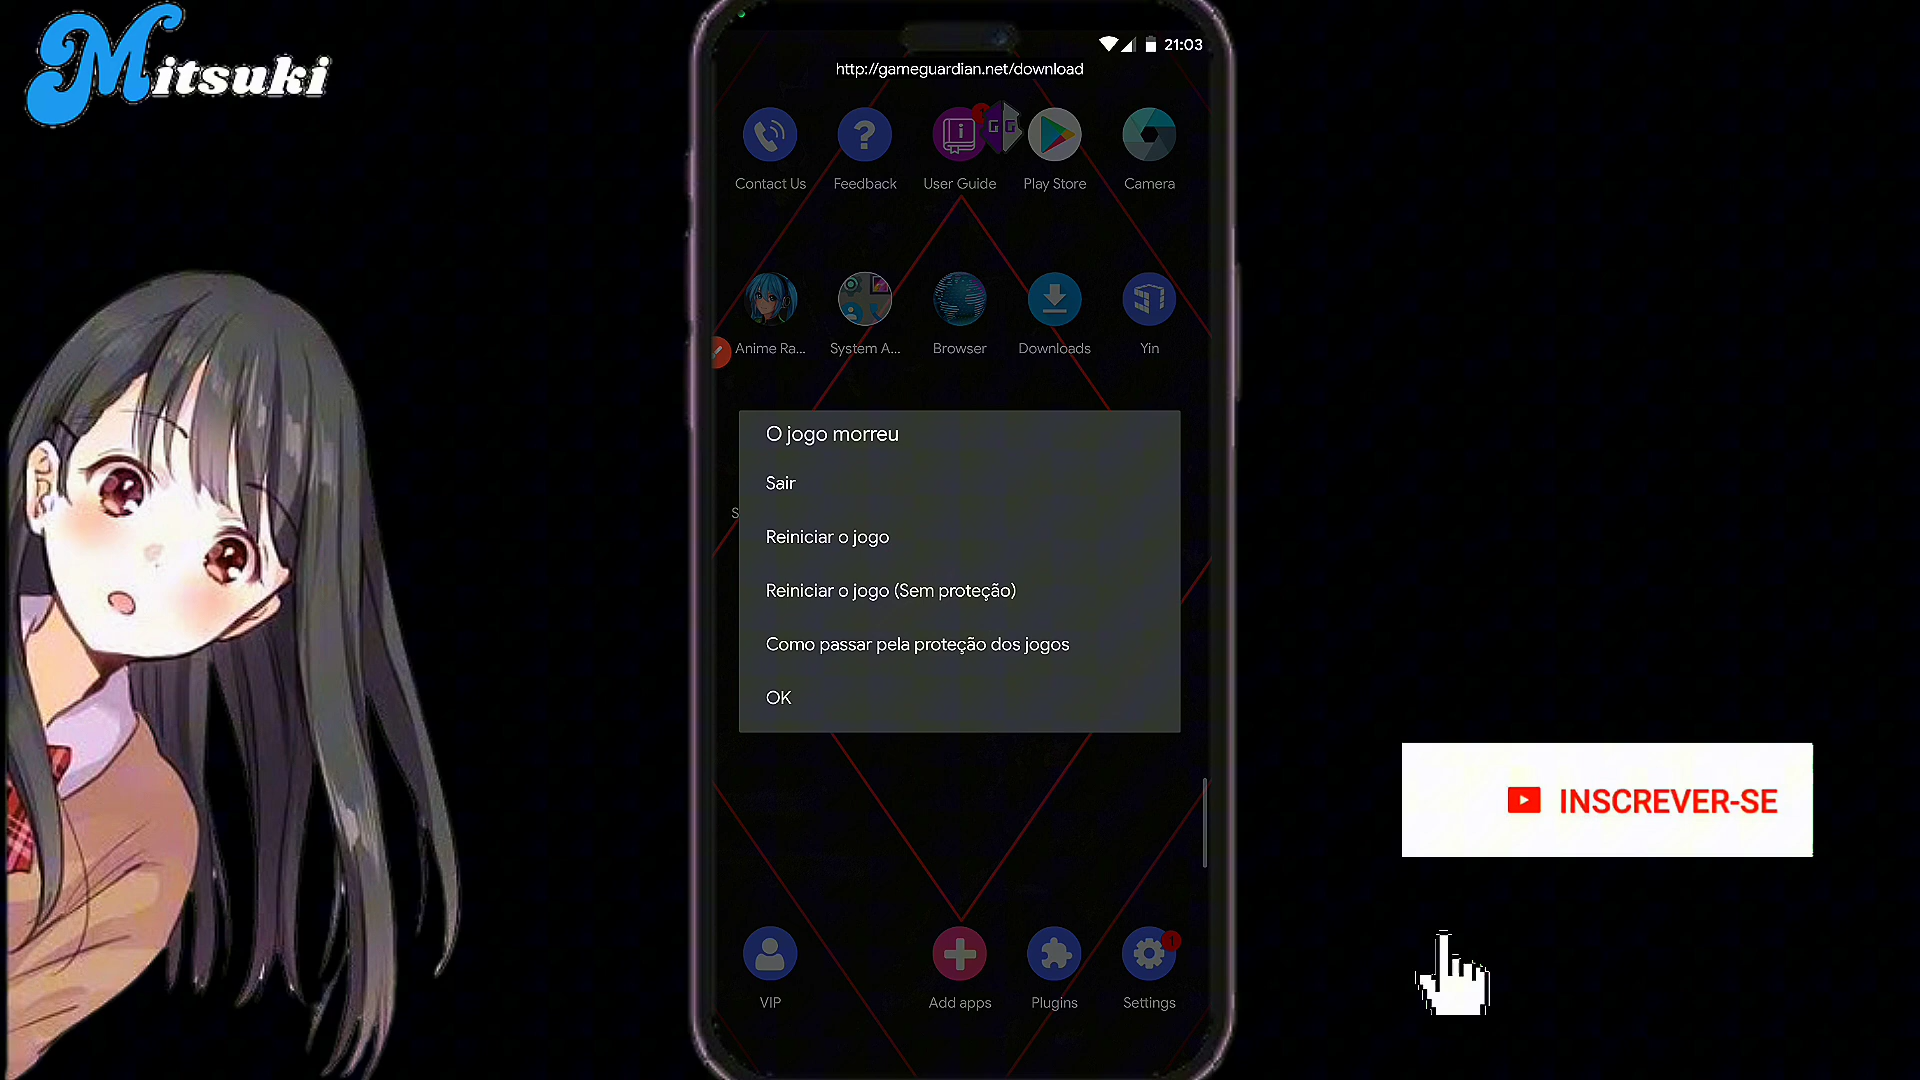 Mitsuki
21:03
http://gameguardian.net/download
GG
Contact Us
Feedback
User Guide
Play Store
Camera
Anime Ra...
System A...
Browser
Downloads
Yin
O jogo morreu
S
Sair
Reiniciar o jogo
Reiniciar o jogo (Sem proteção)
Como passar pela proteção dos jogos
OK
INSCREVER-SE
1
VIP
Add apps
Plugins
Settings